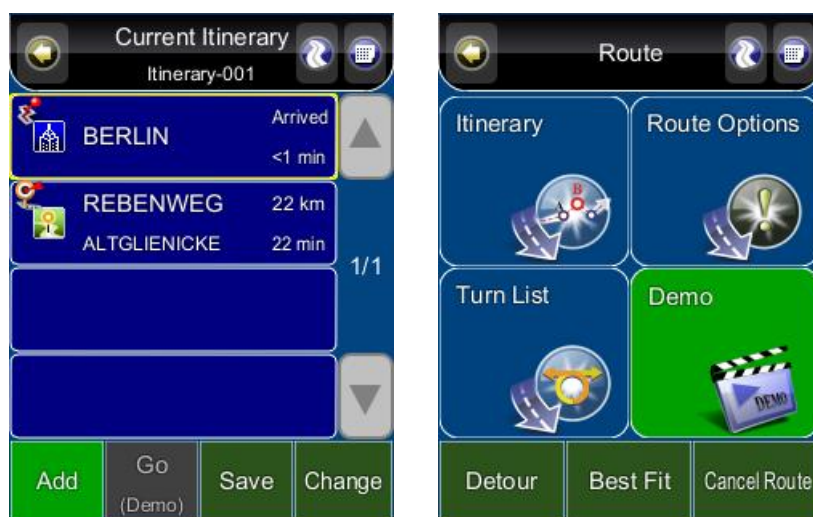 Current Itinerary
Itinerary-001
BERLIN
Arrived
<1 min
REBENWEG 22 km
ALTGLIENICKE 22 min
1/1
Add
Go
(Demo)
Save
Change
Route
Itinerary
Route Options
B
Turn List
Demo
DEMO
Detour
Best Fit
Cancel Route